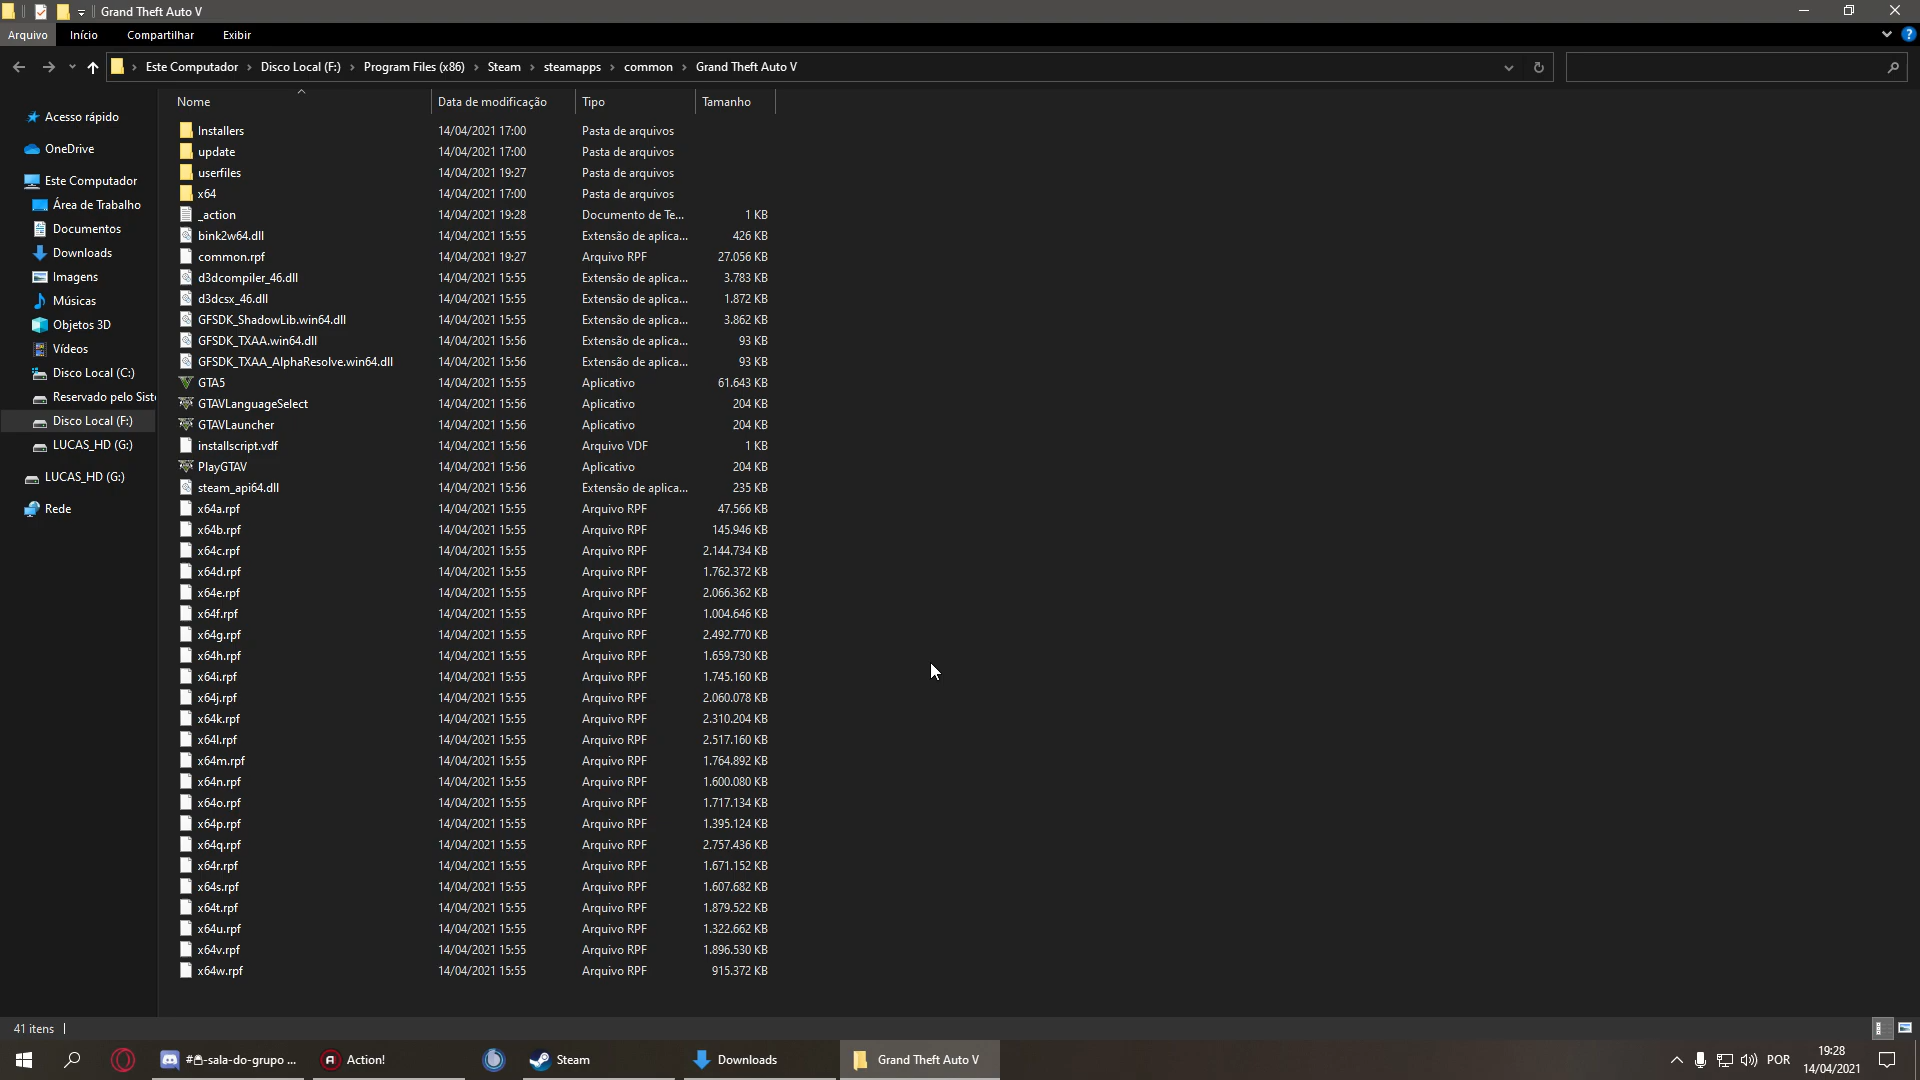 Grand Theft Auto V
Arquivo Início Compartilhar Exibir
Este Computador Disco Local (F:) Program Files (x86) Steam steamapps common Grand Theft Auto V
Nome Data de modificação Tipo Tamanho
Acesso rápido
OneDrive
Este Computador
Área de Trabalho
Documentos
Downloads
Imagens
Músicas
Objetos 3D
Vídeos
Disco Local (C:)
Reservado pelo Sist
Disco Local (F:)
LUCAS_HD (G:)
LUCAS_HD (G:)
Rede
Installers 14/04/2021 17:00 Pasta de arquivos
update 14/04/2021 17:00 Pasta de arquivos
userfiles 14/04/2021 19:27 Pasta de arquivos
x64 14/04/2021 17:00 Pasta de arquivos
_action 14/04/2021 19:28 Documento de Te... 1 KB
bink2w64.dll 14/04/2021 15:55 Extensão de aplica... 426 KB
common.rpf 14/04/2021 19:27 Arquivo RPF 27.056 KB
d3dcompiler_46.dll 14/04/2021 15:55 Extensão de aplica... 3.783 KB
d3dcsx_46.dll 14/04/2021 15:55 Extensão de aplica... 1.872 KB
GFSDK_ShadowLib.win64.dll 14/04/2021 15:55 Extensão de aplica... 3.862 KB
GFSDK_TXAA.win64.dll 14/04/2021 15:56 Extensão de aplica... 93 KB
GFSDK_TXAA_AlphaResolve.win64.dll 14/04/2021 15:56 Extensão de aplica... 93 KB
GTA5 14/04/2021 15:55 Aplicativo 61.643 KB
GTAVLanguageSelect 14/04/2021 15:56 Aplicativo 204 KB
GTAVLauncher 14/04/2021 15:56 Aplicativo 204 KB
installscript.vdf 14/04/2021 15:56 Arquivo VDF 1 KB
PlayGTAV 14/04/2021 15:56 Aplicativo 204 KB
steam_api64.dll 14/04/2021 15:56 Extensão de aplica... 235 KB
x64a.rpf 14/04/2021 15:55 Arquivo RPF 47.566 KB
x64b.rpf 14/04/2021 15:55 Arquivo RPF 145.946 KB
x64c.rpf 14/04/2021 15:55 Arquivo RPF 2.144.734 KB
x64d.rpf 14/04/2021 15:55 Arquivo RPF 1.762.372 KB
x64e.rpf 14/04/2021 15:55 Arquivo RPF 2.066.362 KB
x64f.rpf 14/04/2021 15:55 Arquivo RPF 1.004.646 KB
x64g.rpf 14/04/2021 15:55 Arquivo RPF 2.492.770 KB
x64h.rpf 14/04/2021 15:55 Arquivo RPF 1.659.730 KB
x64i.rpf 14/04/2021 15:55 Arquivo RPF 1.745.160 KB
x64j.rpf 14/04/2021 15:55 Arquivo RPF 2.060.078 KB
x64k.rpf 14/04/2021 15:55 Arquivo RPF 2.310.204 KB
x64l.rpf 14/04/2021 15:55 Arquivo RPF 2.517.160 KB
x64m.rpf 14/04/2021 15:55 Arquivo RPF 1.764.892 KB
x64n.rpf 14/04/2021 15:55 Arquivo RPF 1.600.080 KB
x64o.rpf 14/04/2021 15:55 Arquivo RPF 1.717.134 KB
x64p.rpf 14/04/2021 15:55 Arquivo RPF 1.395.124 KB
x64q.rpf 14/04/2021 15:55 Arquivo RPF 2.757.436 KB
x64r.rpf 14/04/2021 15:55 Arquivo RPF 1.671.152 KB
x64s.rpf 14/04/2021 15:55 Arquivo RPF 1.607.682 KB
x64t.rpf 14/04/2021 15:55 Arquivo RPF 1.879.522 KB
x64u.rpf 14/04/2021 15:55 Arquivo RPF 1.322.662 KB
x64v.rpf 14/04/2021 15:55 Arquivo RPF 1.896.530 KB
x64w.rpf 14/04/2021 15:55 Arquivo RPF 915.372 KB
41 itens
#-sala-do-grupo ... Action! Steam Downloads Grand Theft Auto V POR 19:28
14/04/2021